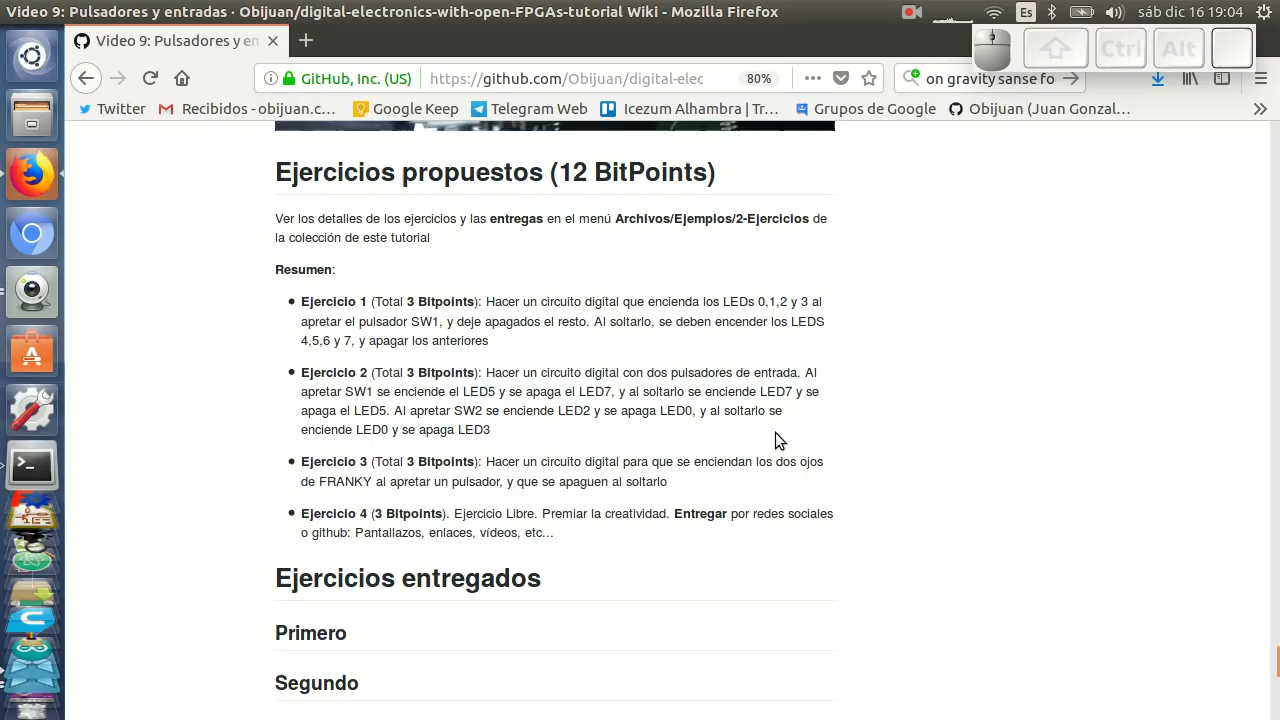 Video 9: Pulsadores y entradas · Obijuan/digital-electronics-with-open-FPGAs-tutorial Wiki - Mozilla Firefox
Es
sáb dic 16 19:04
Video 9: Pulsadores y en
Ctrl
Alt
GitHub, Inc. (US)
https://github.com/Obijuan/digital-elec
80%
on gravity sanse fo
Twitter
Recibidos - obijuan.c…
Google Keep
Telegram Web
Icezum Alhambra | Tr…
Grupos de Google
Obijuan (Juan Gonzal…
Ejercicios propuestos (12 BitPoints)
Ver los detalles de los ejercicios y las entregas en el menú Archivos/Ejemplos/2-Ejercicios de
la colección de este tutorial
Resumen:
• Ejercicio 1 (Total 3 Bitpoints): Hacer un circuito digital que encienda los LEDs 0,1,2 y 3 al
apretar el pulsador SW1, y deje apagados el resto. Al soltarlo, se deben encender los LEDS
4,5,6 y 7, y apagar los anteriores
• Ejercicio 2 (Total 3 Bitpoints): Hacer un circuito digital con dos pulsadores de entrada. Al
apretar SW1 se enciende el LED5 y se apaga el LED7, y al soltarlo se enciende LED7 y se
apaga el LED5. Al apretar SW2 se enciende LED2 y se apaga LED0, y al soltarlo se
enciende LED0 y se apaga LED3
• Ejercicio 3 (Total 3 Bitpoints): Hacer un circuito digital para que se enciendan los dos ojos
de FRANKY al apretar un pulsador, y que se apaguen al soltarlo
• Ejercicio 4 (3 Bitpoints). Ejercicio Libre. Premiar la creatividad. Entregar por redes sociales
o github: Pantallazos, enlaces, vídeos, etc...
Ejercicios entregados
Primero
Segundo